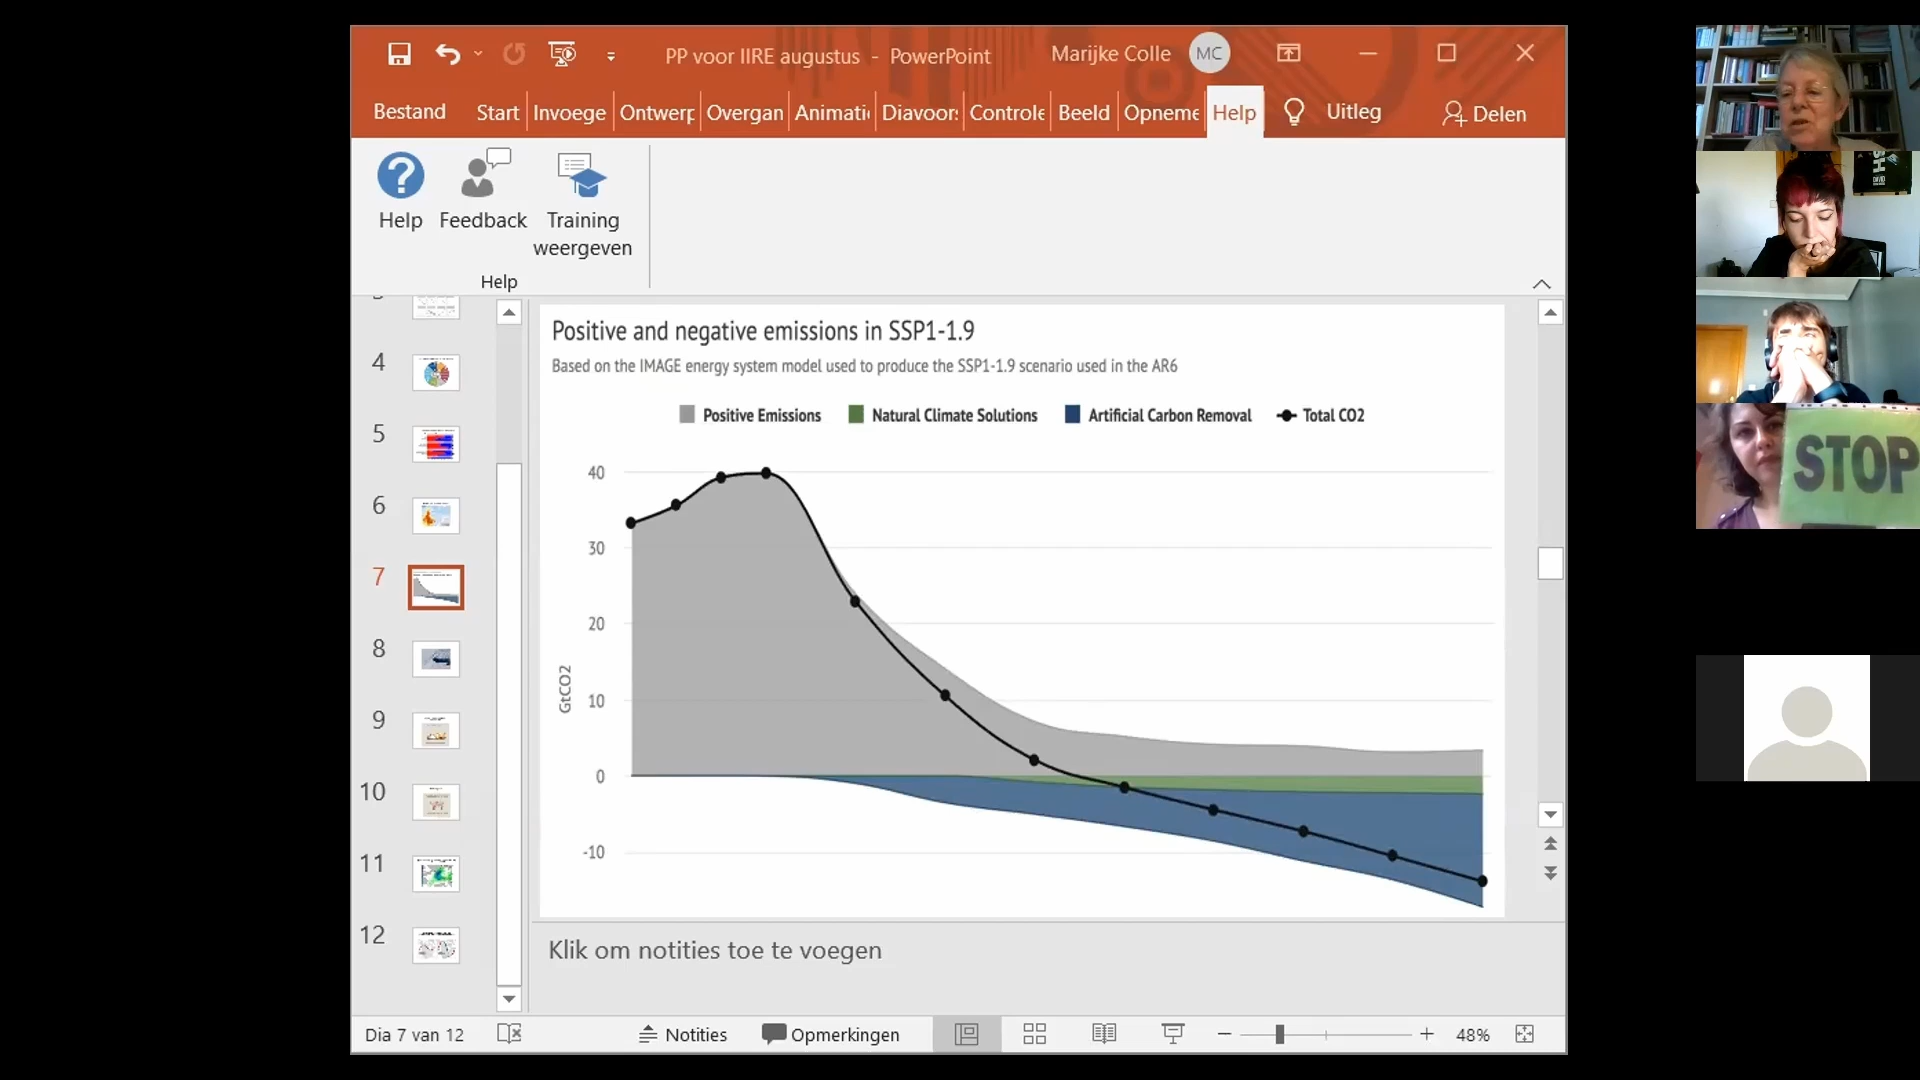 PP voor IIRE augustus - PowerPoint
Marijke Colle
MC
Bestand
Start
Invoege
Ontwerp
Overgan
Animati
Diavoor
Controle
Beeld
Opneme
Help
Uitleg
Delen
Help
Feedback
Training
weergeven
Help
4
5
6
7
8
9
10
11
12
Positive and negative emissions in SSP1-1.9
Based on the IMAGE energy system model used to produce the SSP1-1.9 scenario used in the AR6
Positive Emissions
Natural Climate Solutions
Artificial Carbon Removal
Total CO2
40
30
20
10
0
-10
GtCO2
Klik om notities toe te voegen
Dia 7 van 12
Notities
Opmerkingen
48%
STOP